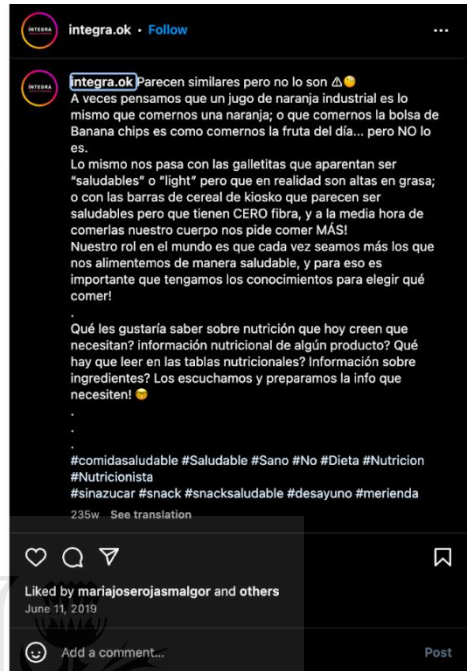 INTEGRA
integra.ok • Follow
INTEGRA
integra.ok Parecen similares pero no lo son ⚠🧐
A veces pensamos que un jugo de naranja industrial es lo
mismo que comernos una naranja; o que comernos la bolsa de
Banana chips es como comernos la fruta del día... pero NO lo
es.
Lo mismo nos pasa con las galletitas que aparentan ser
"saludables" o "light" pero que en realidad son altas en grasa;
o con las barras de cereal de kiosko que parecen ser
saludables pero que tienen CERO fibra, y a la media hora de
comerlas nuestro cuerpo nos pide comer MÁS!
Nuestro rol en el mundo es que cada vez seamos más los que
nos alimentemos de manera saludable, y para eso es
importante que tengamos los conocimientos para elegir qué
comer!
.
Qué les gustaría saber sobre nutrición que hoy creen que
necesitan? información nutricional de algún producto? Qué
hay que leer en las tablas nutricionales? Información sobre
ingredientes? Los escuchamos y preparamos la info que
necesiten! 🤓
.
.
.
#comidasaludable #Saludable #Sano #No #Dieta #Nutricion
#Nutricionista
#sinazucar #snack #snacksaludable #desayuno #merienda
235w See translation
Liked by mariajoserojasmalgor and others
June 11, 2019
Add a comment... Post